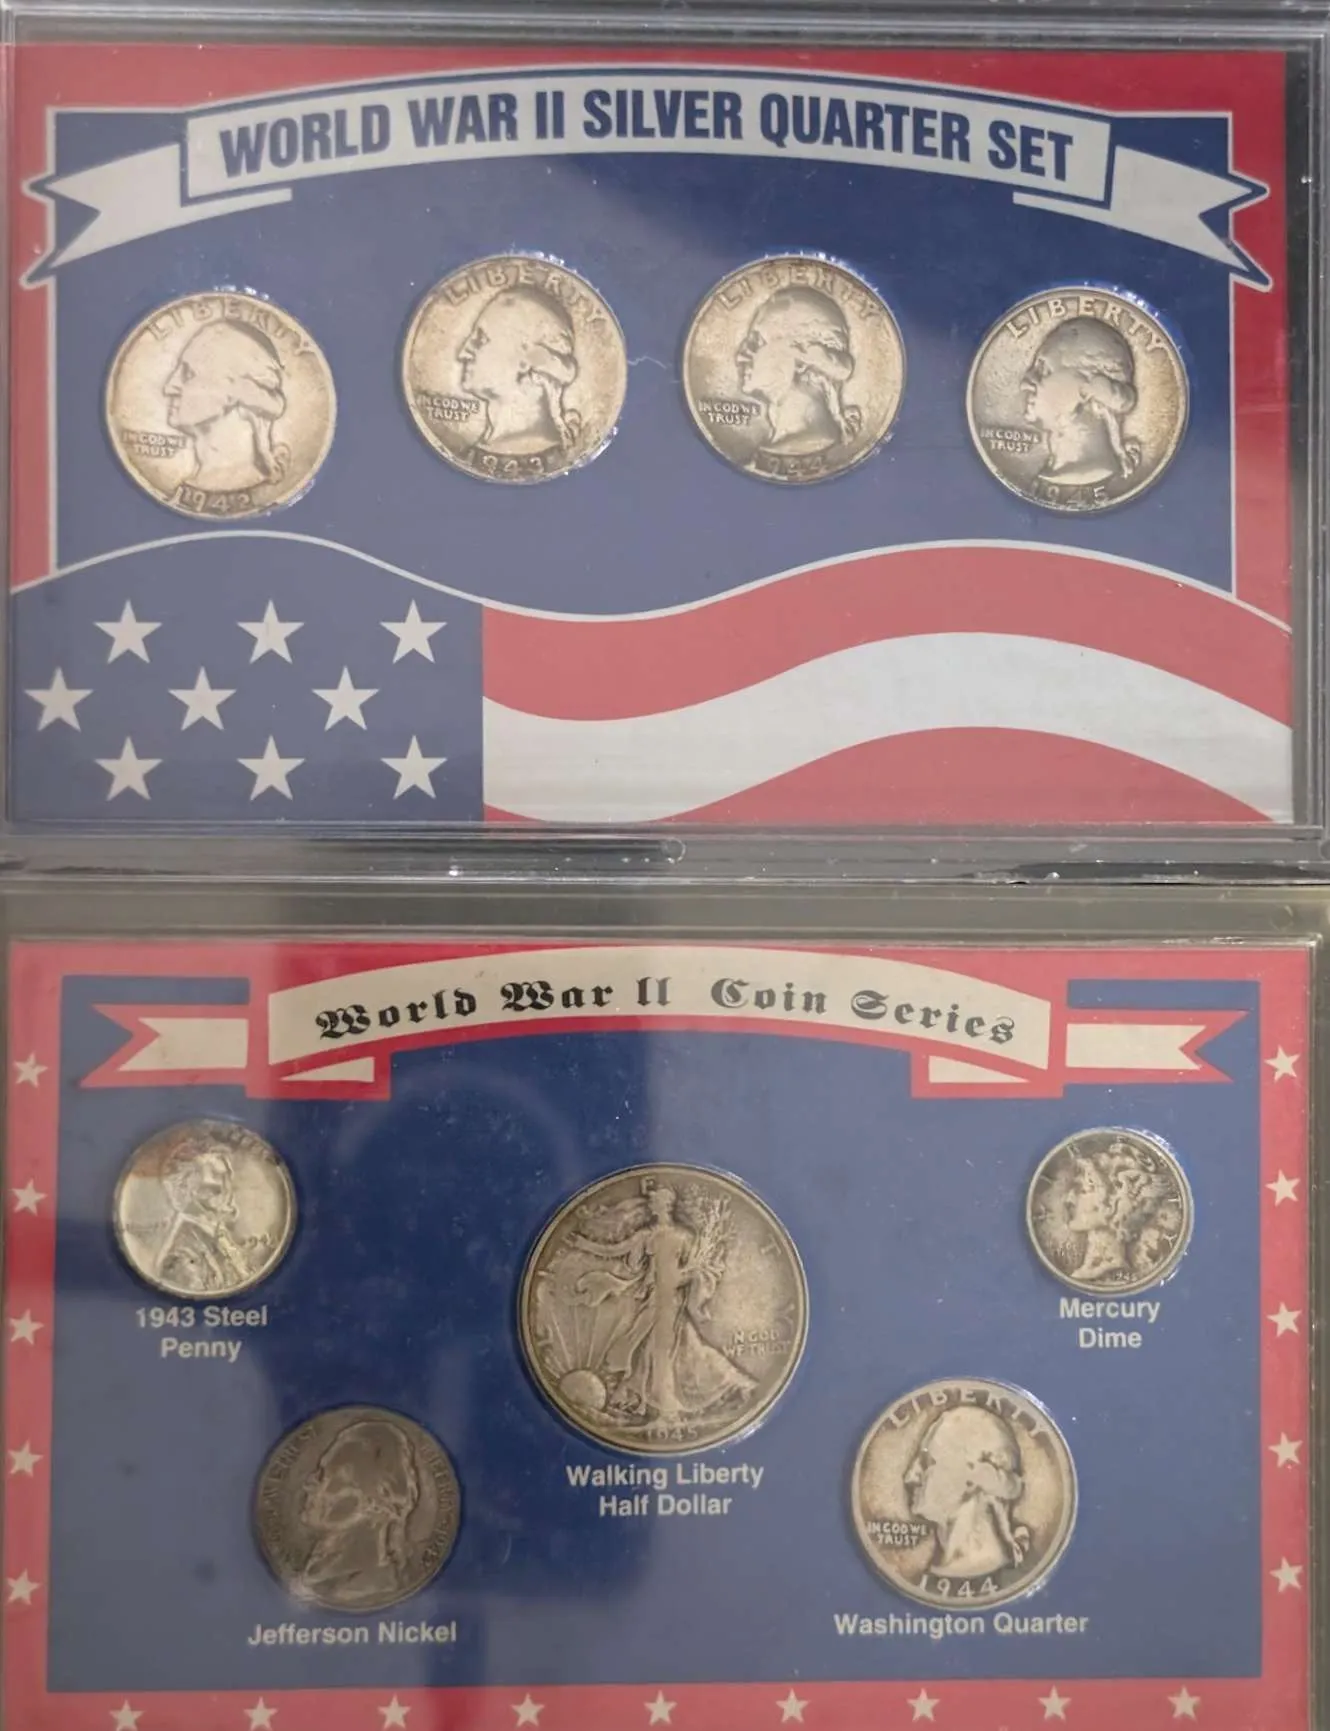 WORLD WAR II SILVER QUARTER SET
LIBERTY
IN GOD WE
TRUST
1942
LIBERTY
IN GOD WE
TRUST
1943
LIBERTY
IN GOD WE
TRUST
1944
LIBERTY
IN GOD WE
TRUST
1945
World War II Coin Series
1943 Steel
Penny
IN GOD
WE TRUST
1945
Walking Liberty
Half Dollar
Mercury
Dime
Jefferson Nickel
LIBERTY
IN GOD WE
TRUST
1944
Washington Quarter